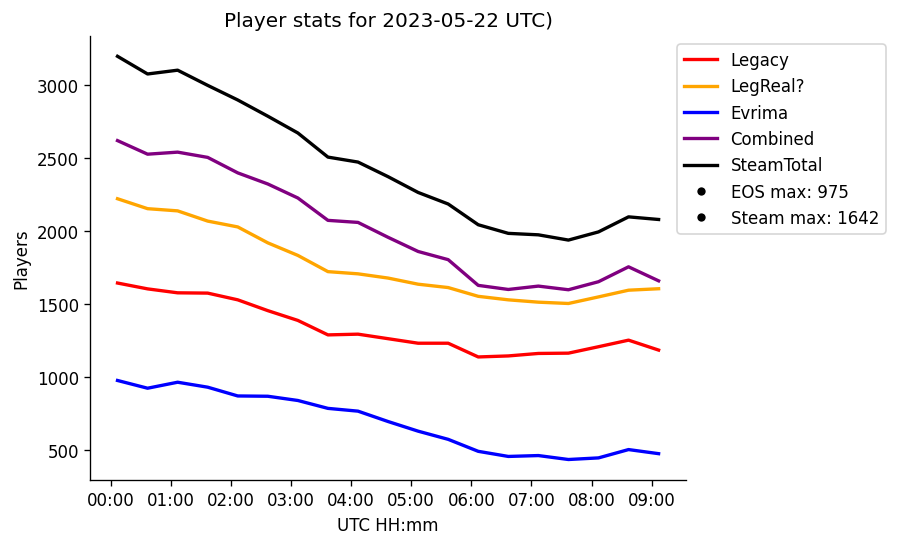 Player stats for 2023-05-22 UTC)
Legacy
LegReal?
Evrima
Combined
SteamTotal
EOS max: 975
Steam max: 1642
Players
3000
2500
2000
1500
1000
500
00:00 01:00 02:00 03:00 04:00 05:00 06:00 07:00 08:00 09:00
UTC HH:mm